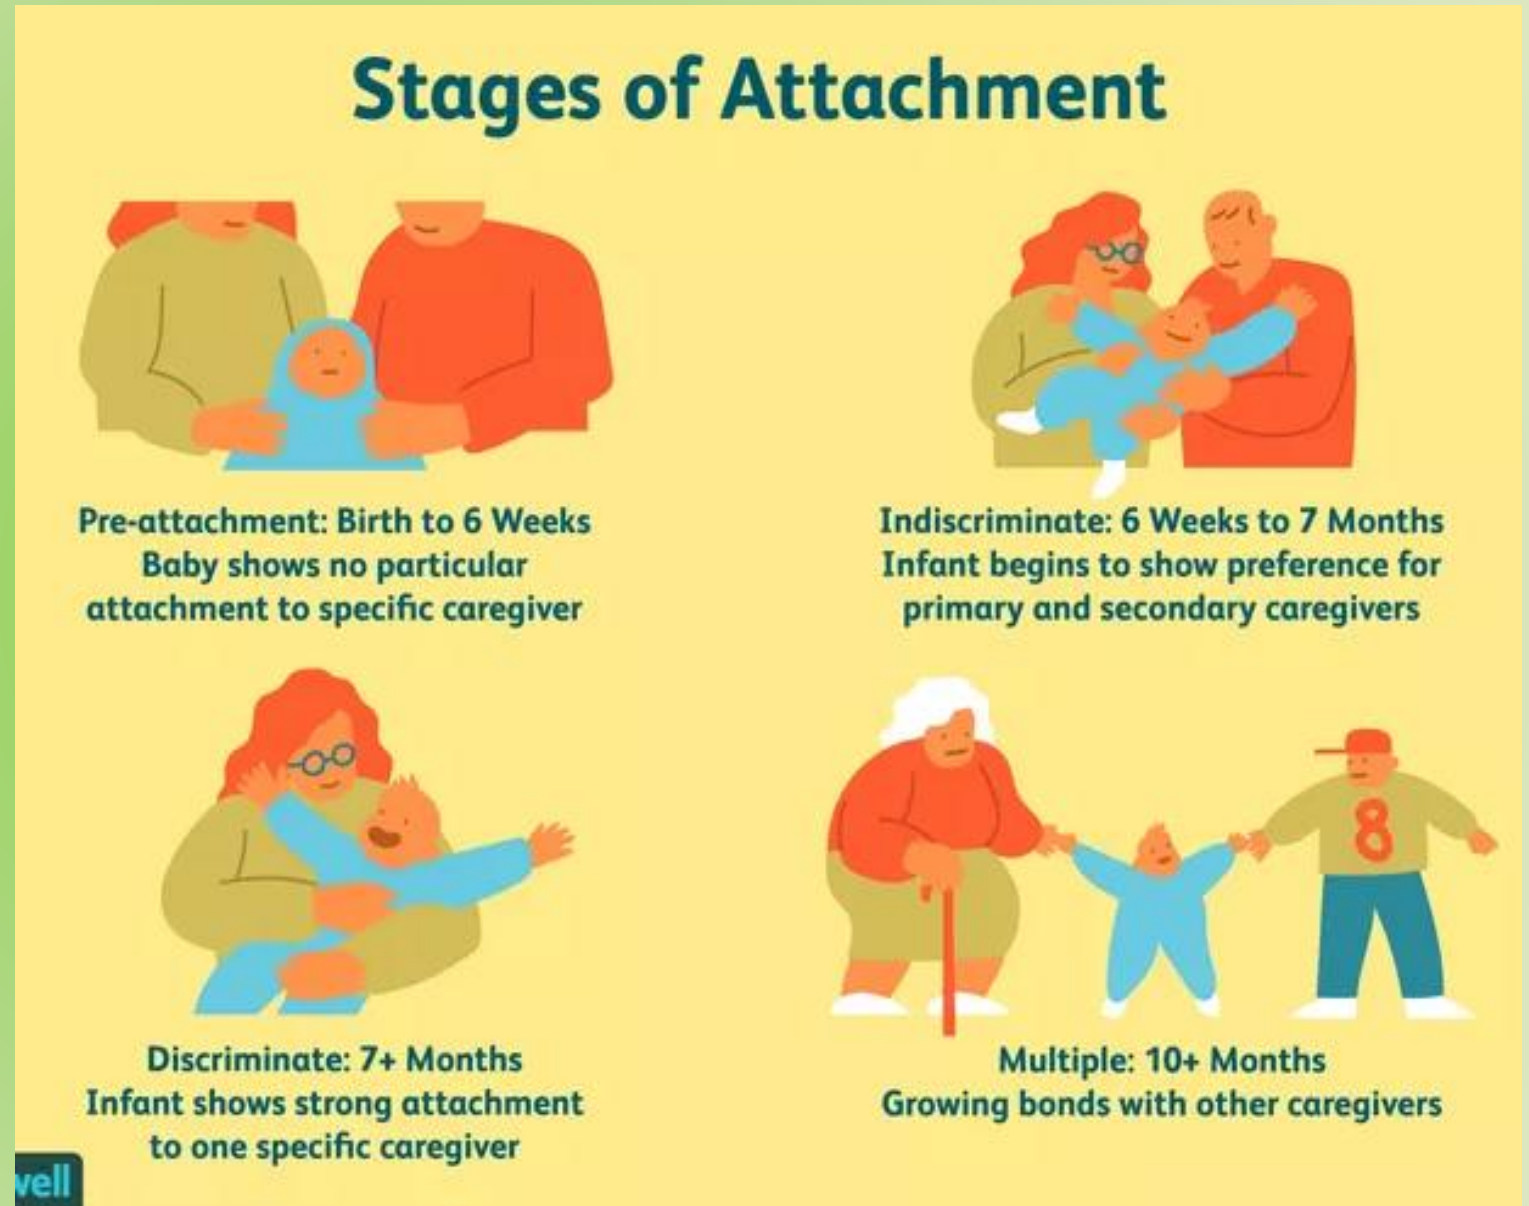 Stages of Attachment
Pre-attachment: Birth to 6 Weeks
Baby shows no particular
attachment to specific caregiver
Indiscriminate: 6 Weeks to 7 Months
Infant begins to show preference for
primary and secondary caregivers
8
Discriminate: 7+ Months
Infant shows strong attachment
to one specific caregiver
Multiple: 10+ Months
Growing bonds with other caregivers
well